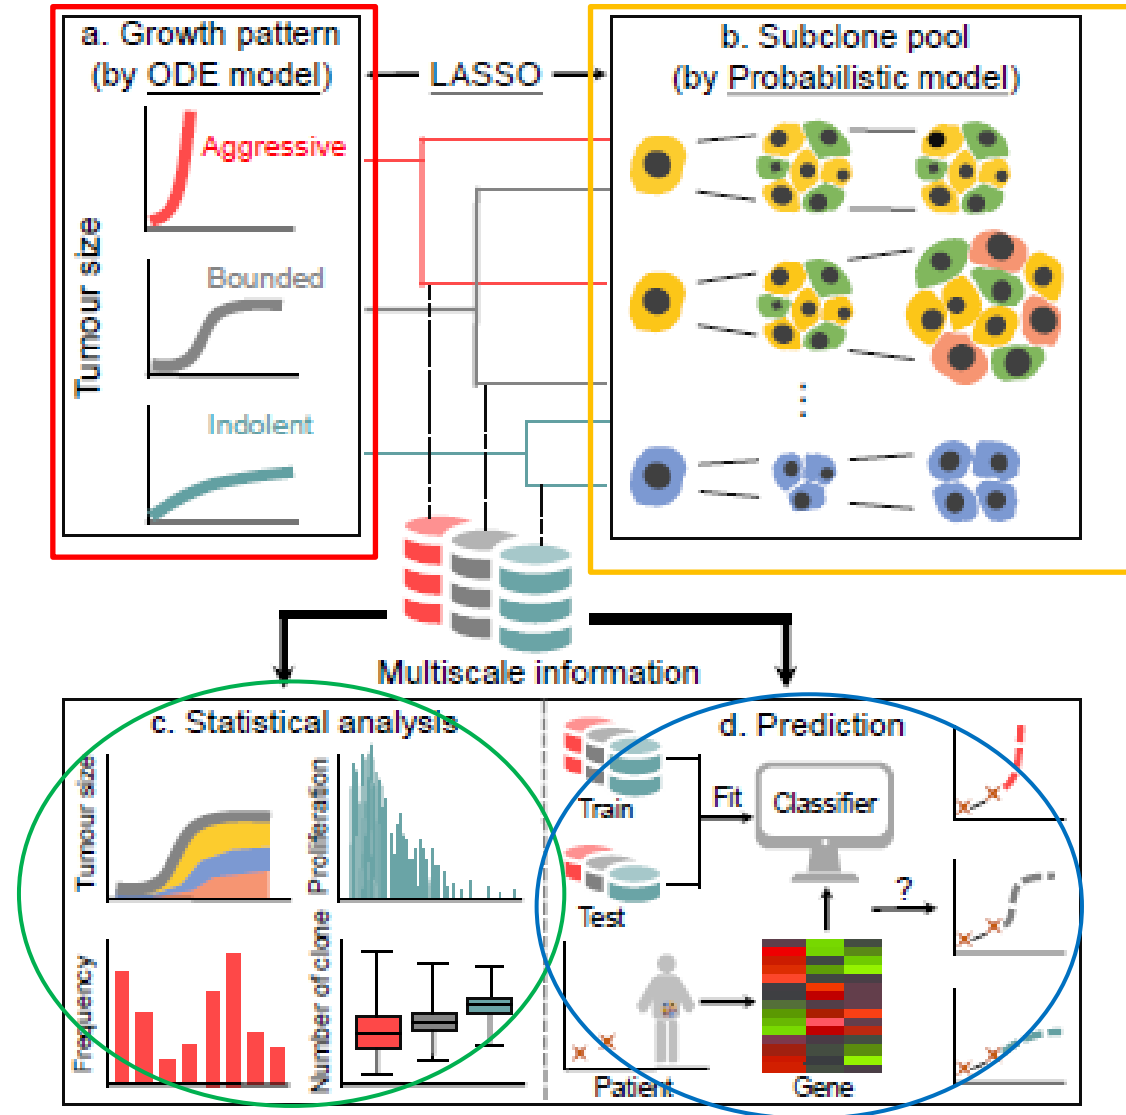 a. Growth pattern
(by ODE model)
LASSO
b. Subclone pool
(by Probabilistic model)
Aggressive
Bounded
Indolent
Tumour size
Multiscale information
c. Statistical analysis
Tumour size
Proliferation
Frequency
Number of clone
d. Prediction
Train
Fit
Classifier
Test
?
Patient
Gene